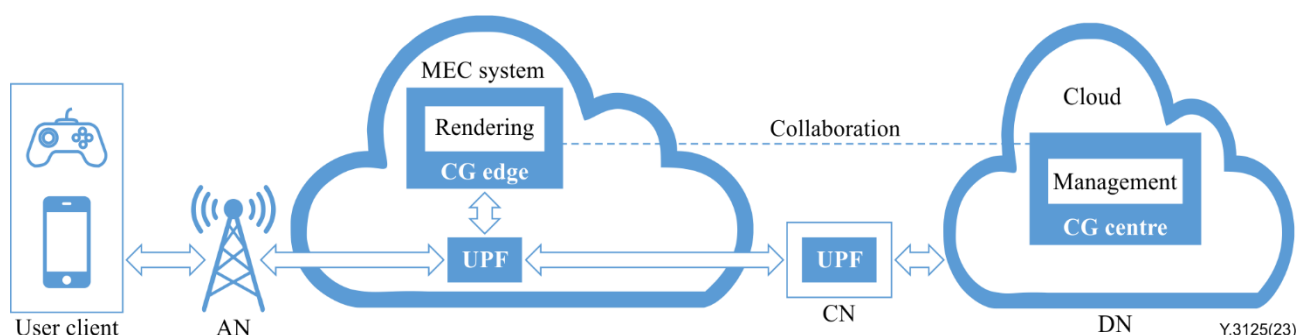 MEC system
Rendering
CG edge
Collaboration
Cloud
Management
CG centre
UPF
UPF
User client
AN
CN
DN
Y.3125(23)